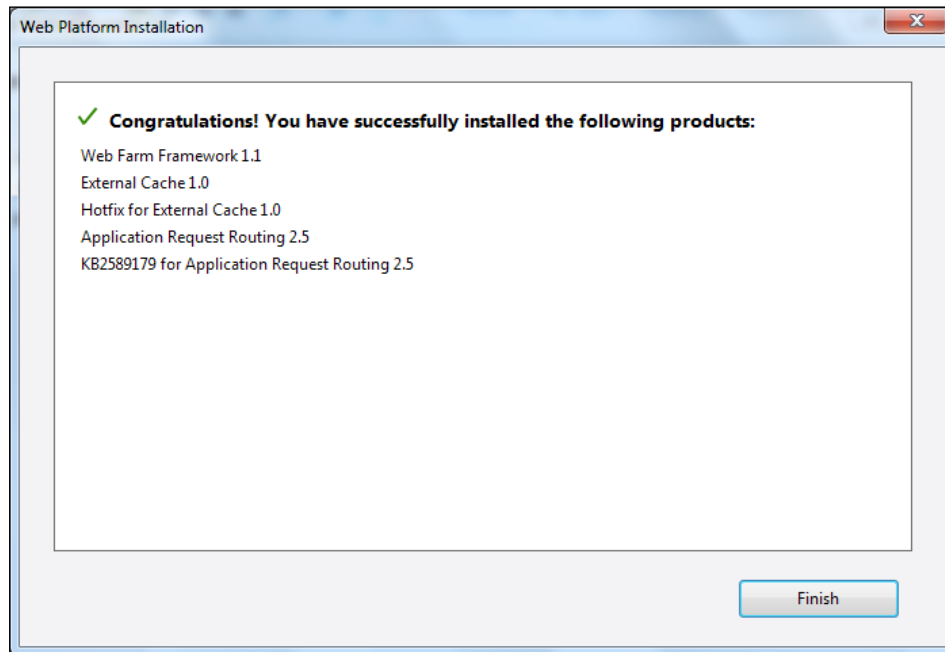 Web Platform Installation
Congratulations! You have successfully installed the following products:
Web Farm Framework 1.1
External Cache 1.0
Hotfix for External Cache 1.0
Application Request Routing 2.5
KB2589179 for Application Request Routing 2.5
Finish